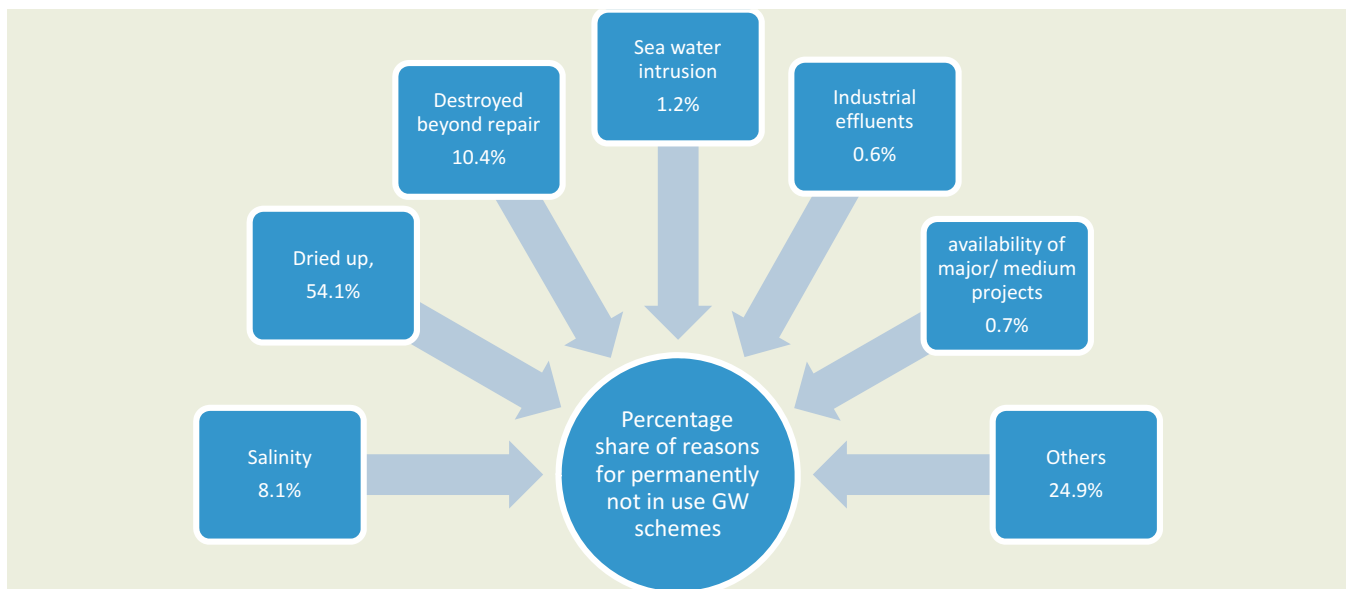 Sea water
intrusion
1.2%
Destroyed
beyond repair
10.4%
Industrial
effluents
0.6%
Dried up,
54.1%
availability of
major/ medium
projects
0.7%
Salinity
8.1%
Percentage
share of reasons
for permanently
not in use GW
schemes
Others
24.9%